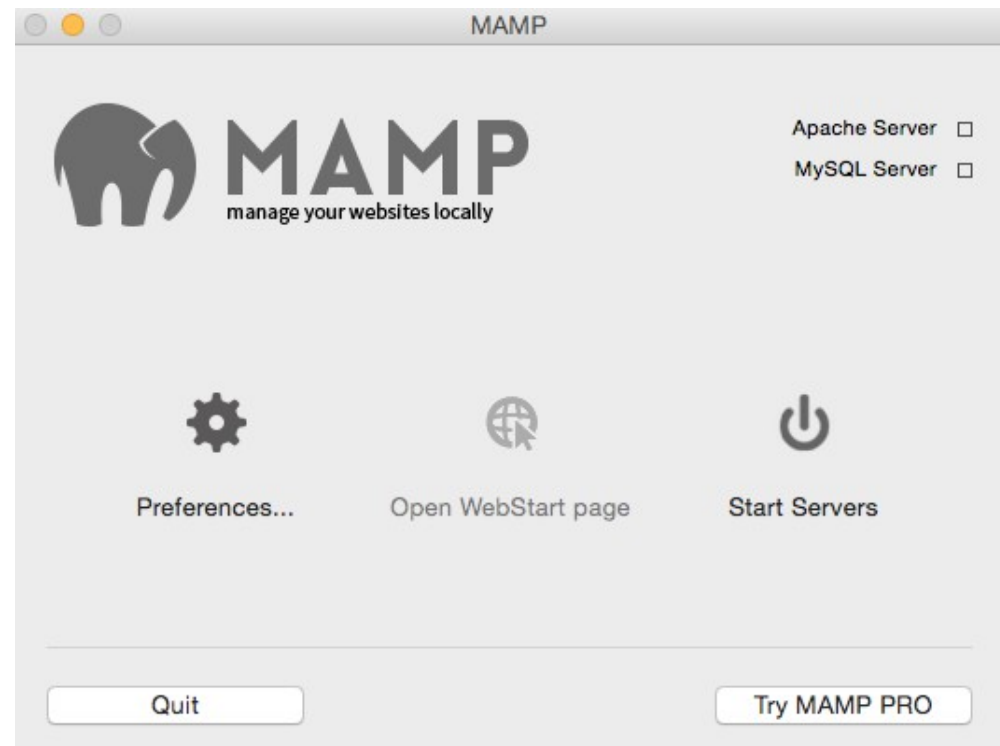 MAMP
MAMP
manage your websites locally
Apache Server
MySQL Server
Preferences...
Open WebStart page
Start Servers
Quit
Try MAMP PRO